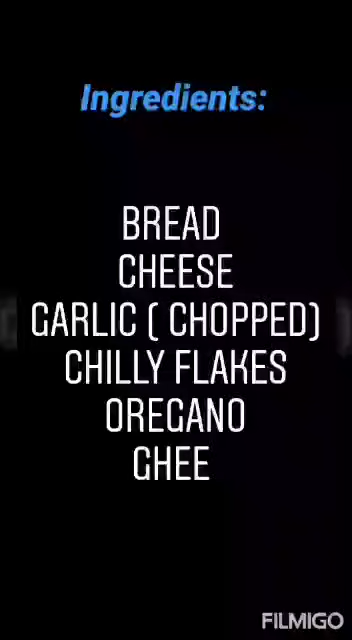 Ingredients:
BREAD
CHEESE
GARLIC ( CHOPPED)
CHILLY FLAKES
OREGANO
GHEE
FILMIGO